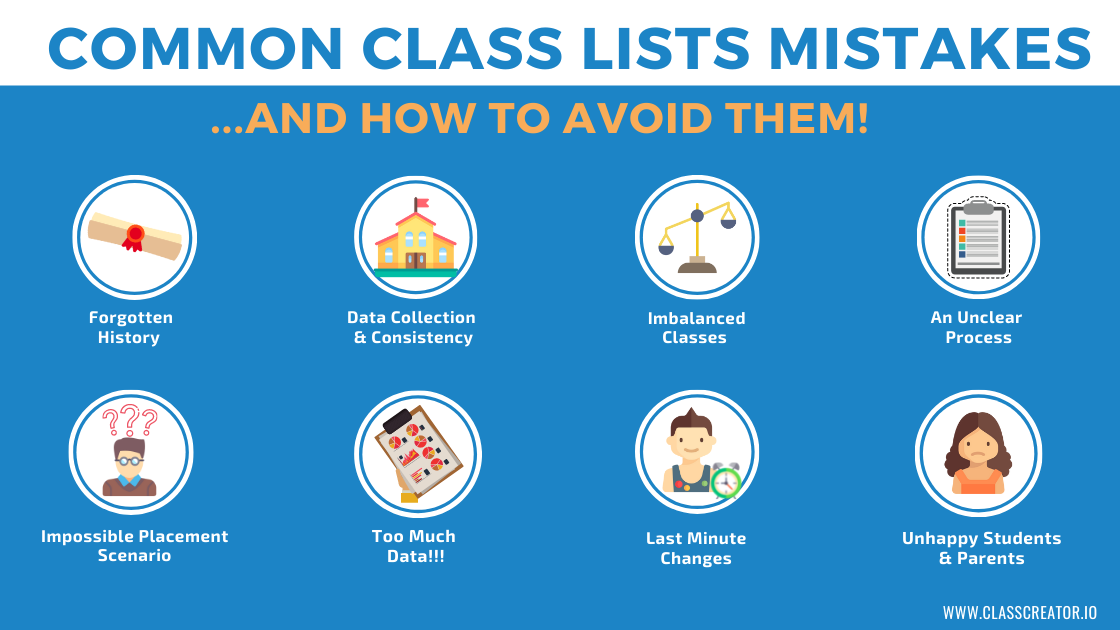 COMMON CLASS LISTS MISTAKES
...AND HOW TO AVOID THEM!
Forgotten
History
Data Collection
& Consistency
Imbalanced
Classes
An Unclear
Process
???
Impossible Placement
Scenario
Too Much
Data!!!
Last Minute
Changes
Unhappy Students
& Parents
WWW.CLASSCREATOR.IO